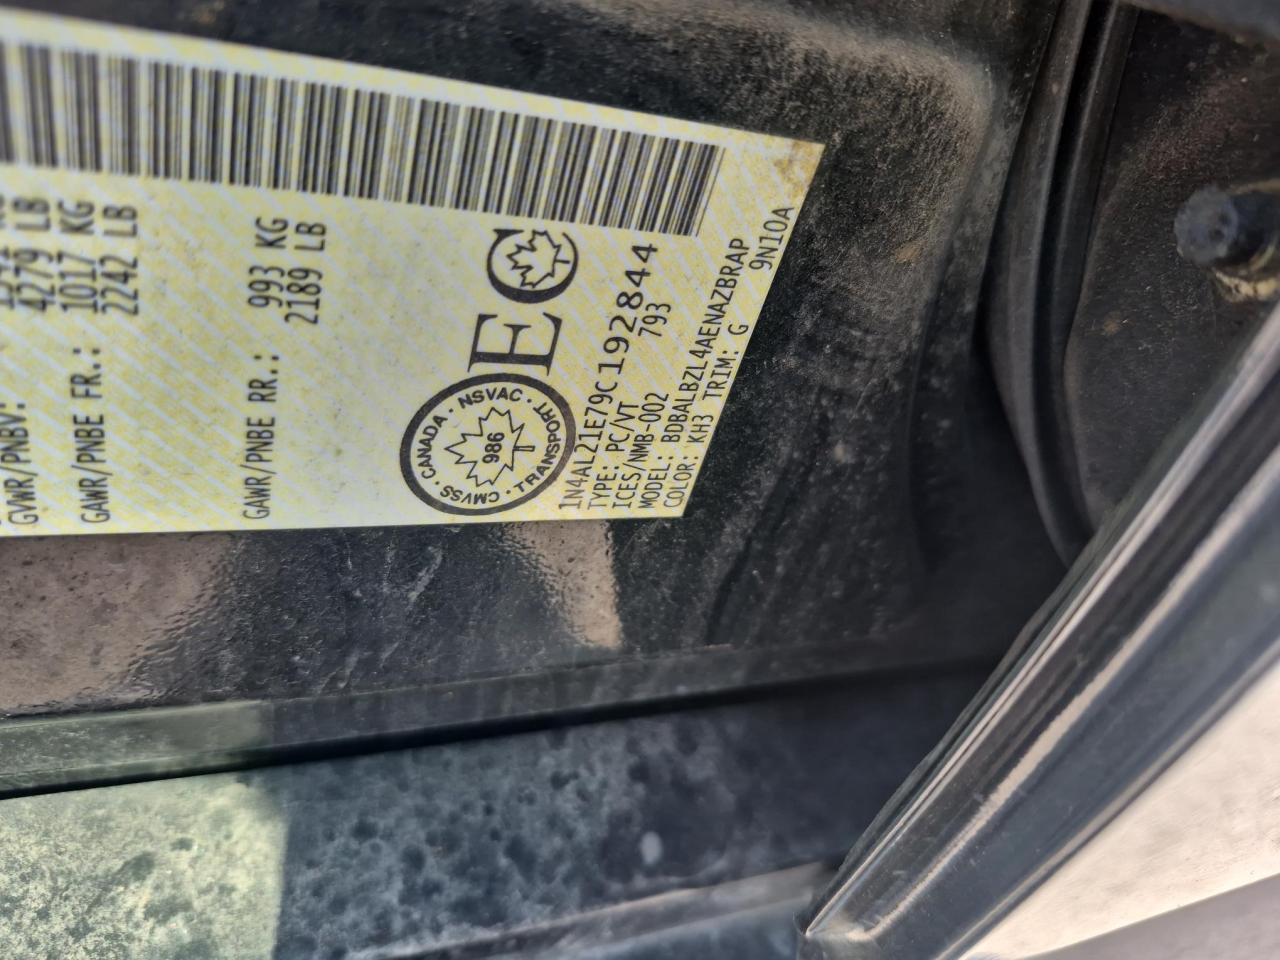 4279 LB
GVWR/PNBV:
GAWR/PNBE FR.: 1017 KG
2242 LB
GAWR/PNBE RR.: 993 KG
2189 LB
CANADA · NSVAC · TRANSPORT · CMVSS ·
986
EC
1N4AL21E79C192844
TYPE: PC/VT 793
ICES/NMB-002
MODEL: BDBALBZL4AENAZBRAP
COLOR: KH3 TRIM: G 9N10A